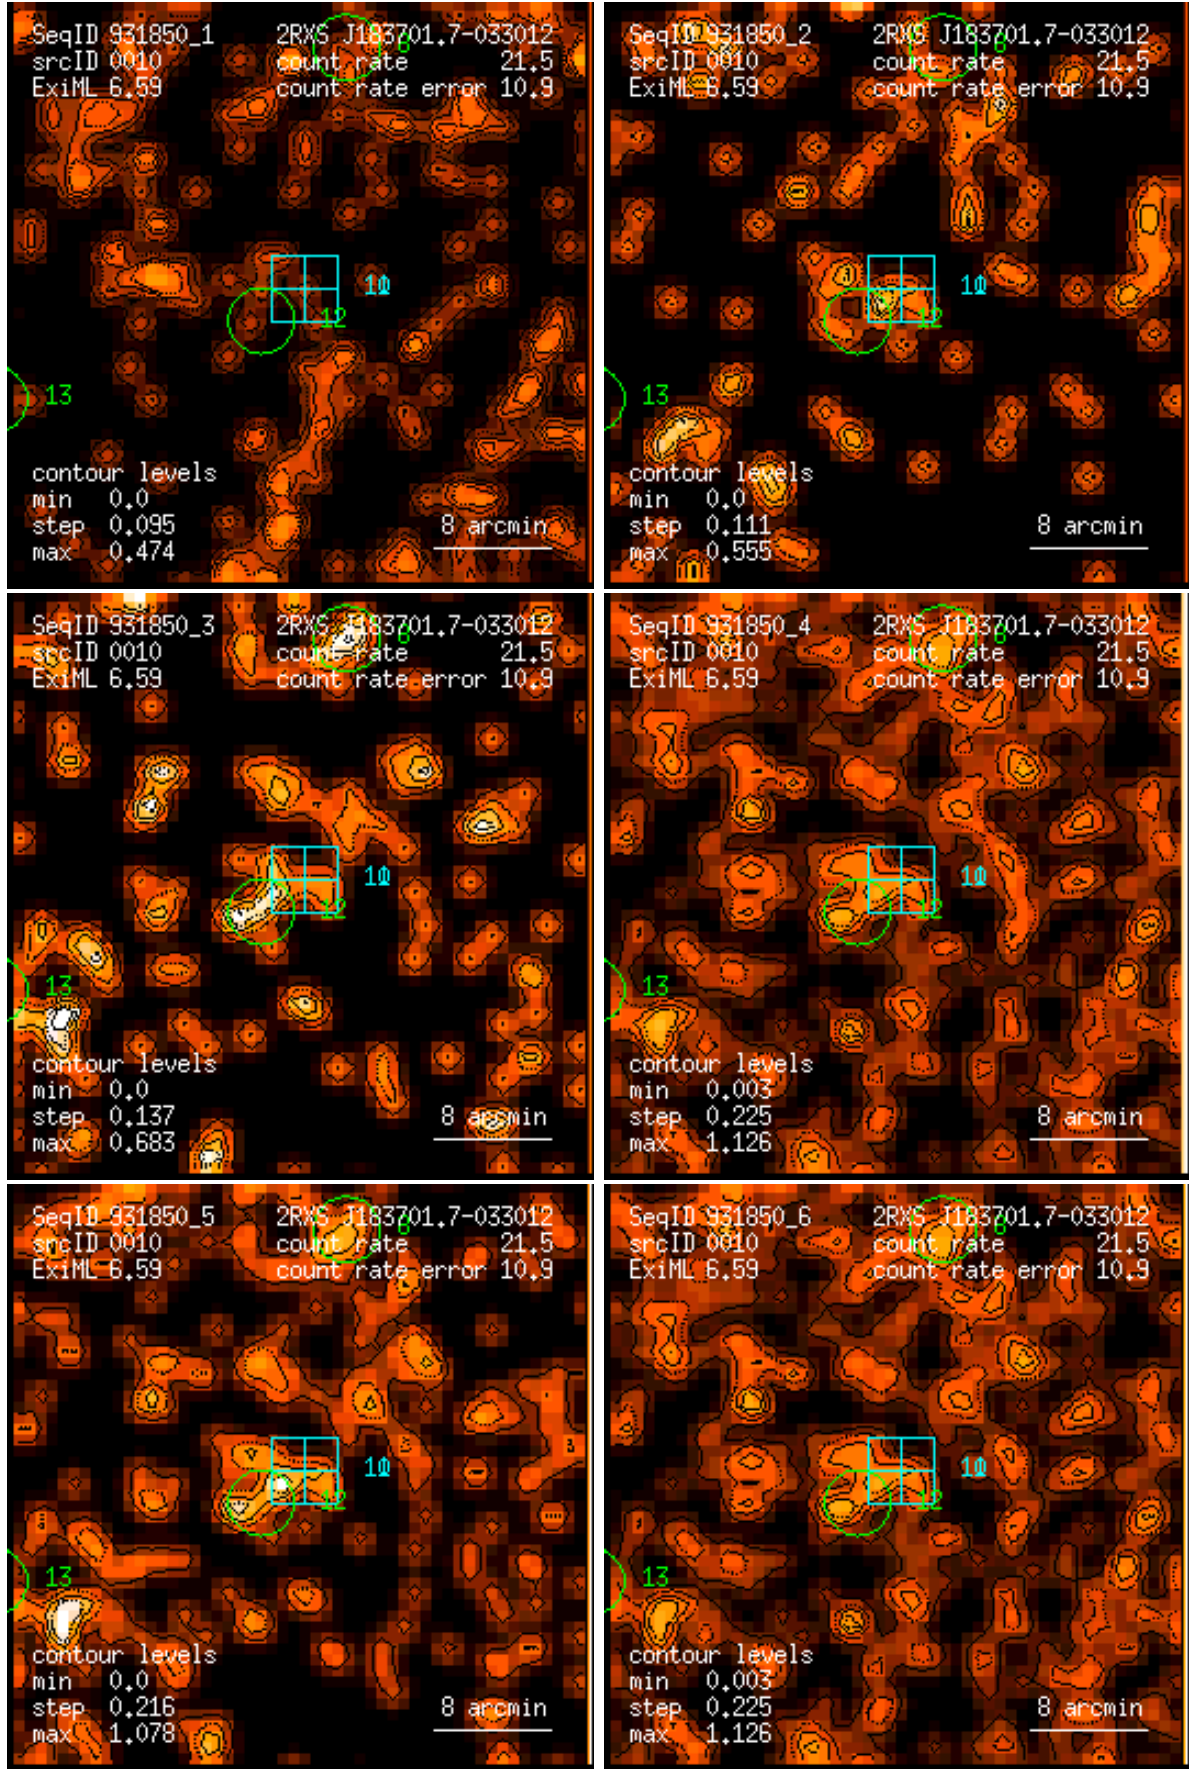 SeqID 931850_1 2RXS J183701.7-033012
srcID 0010 count rate 21.5
ExiML 6.59 count rate error 10.9
10
12
13
contour levels
min 0.0
step 0.095
max 0.474
8 arcmin
SeqID 931850_2 2RXS J183701.7-033012
srcID 0010 count rate 21.5
ExiML 6.59 count rate error 10.9
10
12
13
contour levels
min 0.0
step 0.111
max 0.555
8 arcmin
SeqID 931850_3 2RXS J183701.7-033012
srcID 0010 count rate 21.5
ExiML 6.59 count rate error 10.9
10
12
13
contour levels
min 0.0
step 0.137
max 0.683
8 arcmin
SeqID 931850_4 2RXS J183701.7-033012
srcID 0010 count rate 21.5
ExiML 6.59 count rate error 10.9
10
12
13
contour levels
min 0.003
step 0.225
max 1.126
8 arcmin
SeqID 931850_5 2RXS J183701.7-033012
srcID 0010 count rate 21.5
ExiML 6.59 count rate error 10.9
10
12
13
contour levels
min 0.0
step 0.216
max 1.078
8 arcmin
SeqID 931850_6 2RXS J183701.7-033012
srcID 0010 count rate 21.5
ExiML 6.59 count rate error 10.9
10
12
13
contour levels
min 0.003
step 0.225
max 1.126
8 arcmin